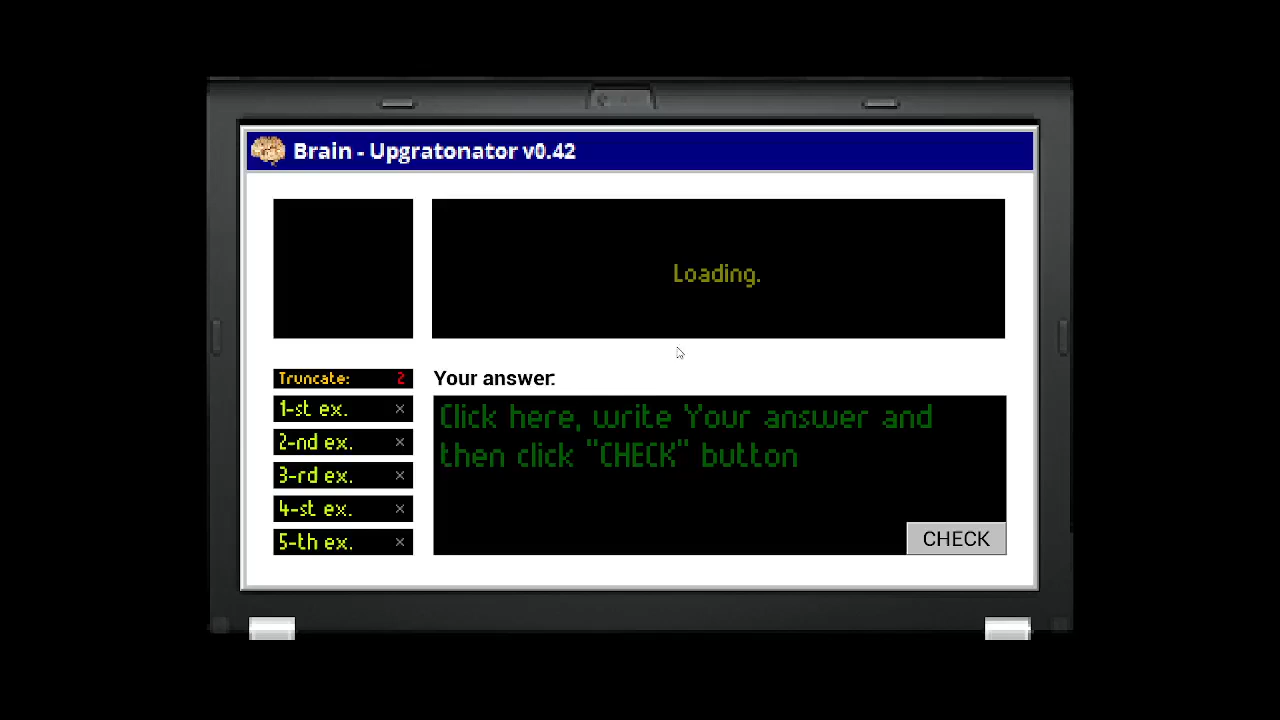 Brain - Upgratonator v0.42
Loading.
Truncate: 2
Your answer:
1-st ex. ×
2-nd ex. ×
3-rd ex. ×
4-st ex. ×
5-th ex. ×
Click here, write Your answer and
then click "CHECK" button
CHECK